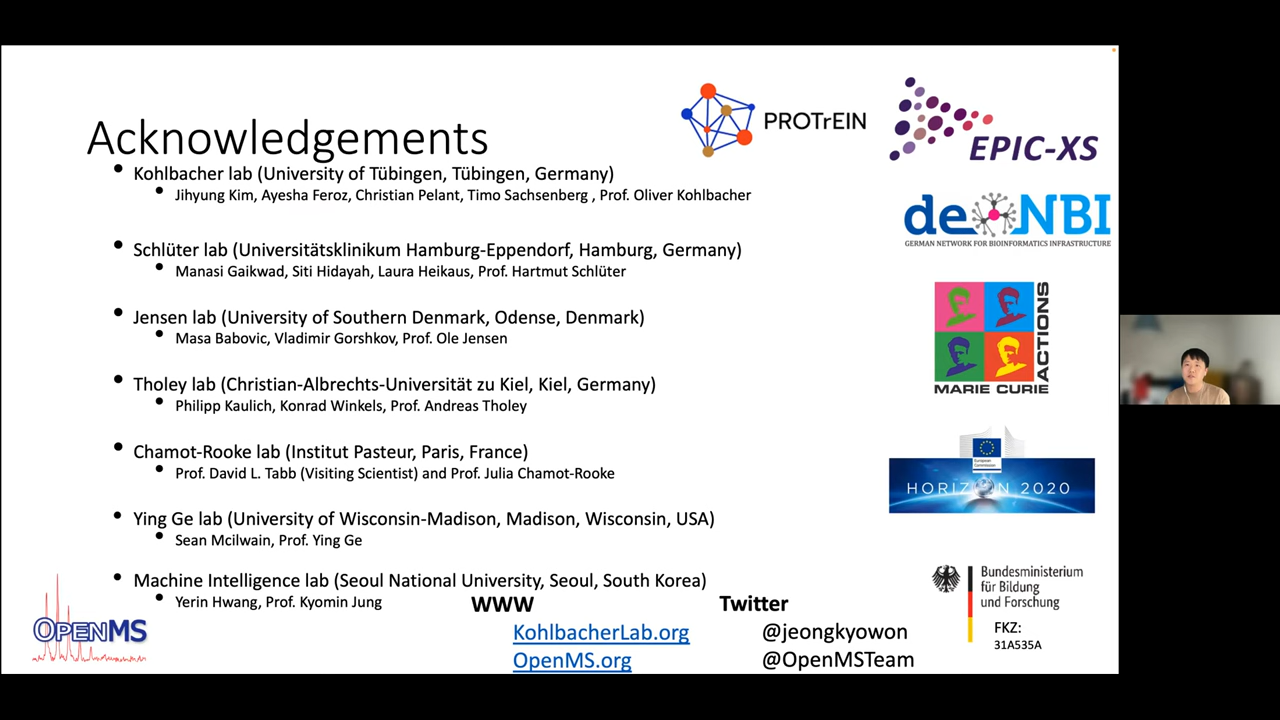 Acknowledgements
Kohlbacher lab (University of Tübingen, Tübingen, Germany)
Jihyung Kim, Ayesha Feroz, Christian Pelant, Timo Sachsenberg , Prof. Oliver Kohlbacher
Schlüter lab (Universitätsklinikum Hamburg-Eppendorf, Hamburg, Germany)
Manasi Gaikwad, Siti Hidayah, Laura Heikaus, Prof. Hartmut Schlüter
Jensen lab (University of Southern Denmark, Odense, Denmark)
Masa Babovic, Vladimir Gorshkov, Prof. Ole Jensen
Tholey lab (Christian-Albrechts-Universität zu Kiel, Kiel, Germany)
Philipp Kaulich, Konrad Winkels, Prof. Andreas Tholey
Chamot-Rooke lab (Institut Pasteur, Paris, France)
Prof. David L. Tabb (Visiting Scientist) and Prof. Julia Chamot-Rooke
Ying Ge lab (University of Wisconsin-Madison, Madison, Wisconsin, USA)
Sean Mcilwain, Prof. Ying Ge
Machine Intelligence lab (Seoul National University, Seoul, South Korea)
Yerin Hwang, Prof. Kyomin Jung
WWW
KohlbacherLab.org
OpenMS.org
Twitter
@jeongkyowon
@OpenMSTeam
OPENMS
PROTrEIN
EPIC-XS
de NBI
GERMAN NETWORK FOR BIOINFORMATICS INFRASTRUCTURE
MARIE CURIE
ACTIONS
European
Commission
HORIZON 2020
Bundesministerium
für Bildung
und Forschung
FKZ:
31A535A